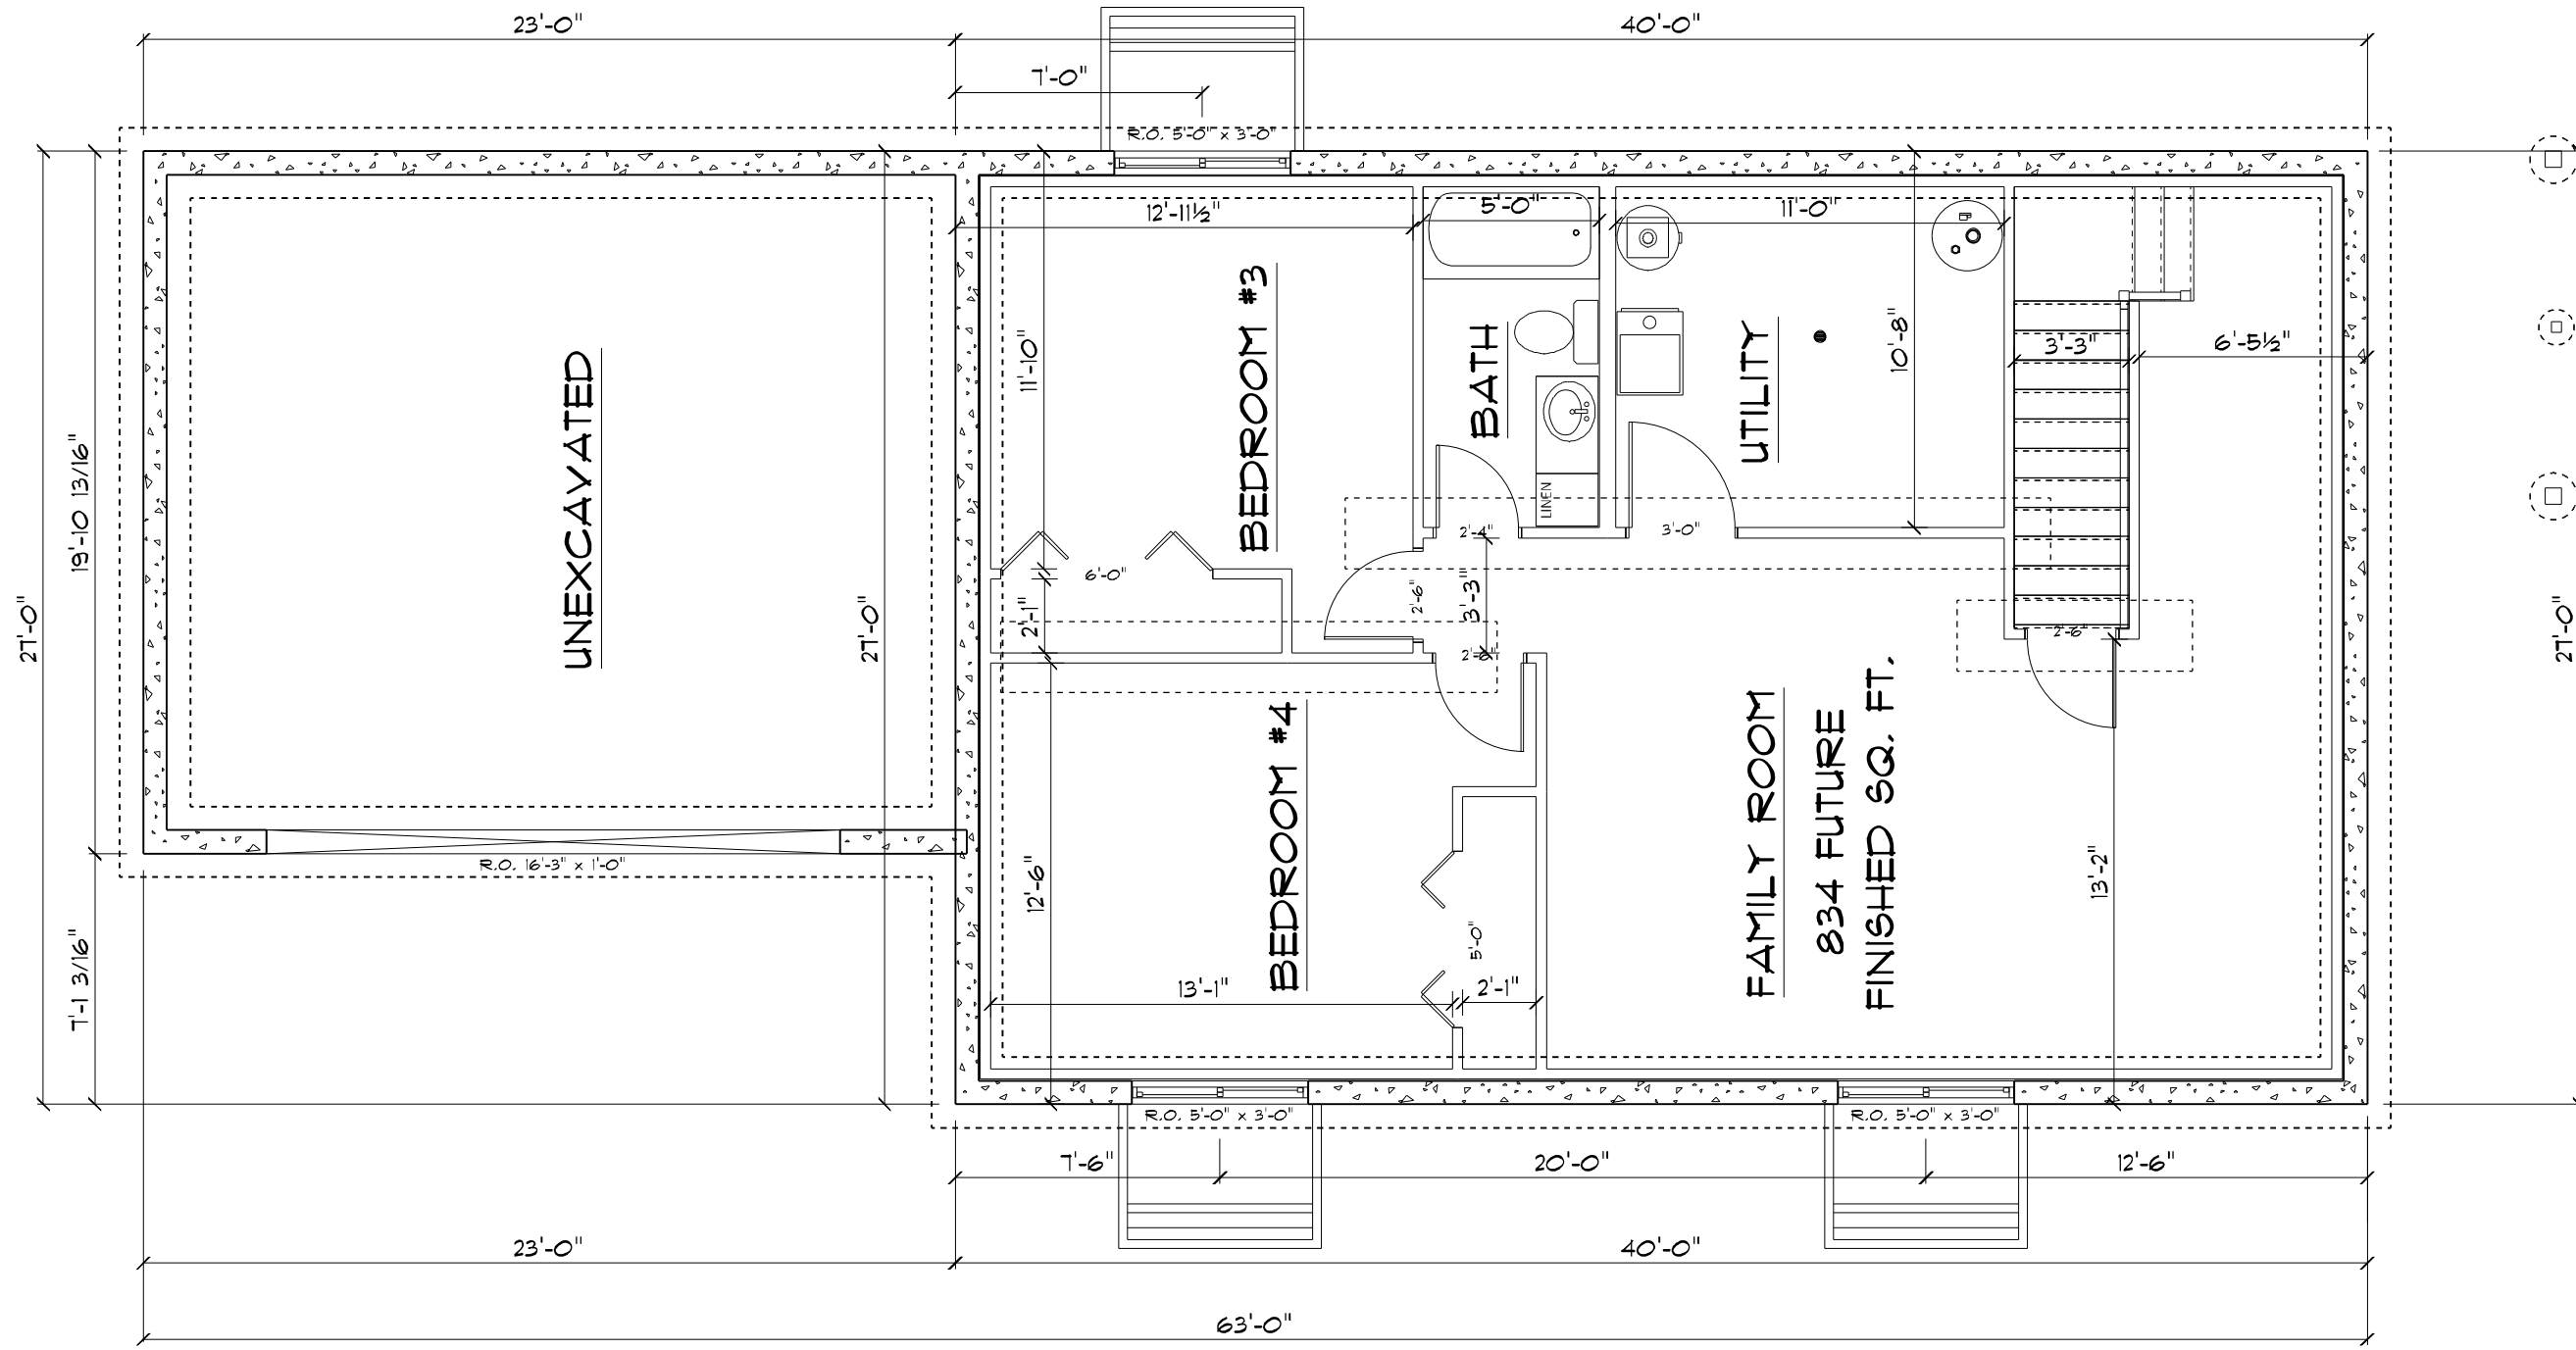 23'-0"
40'-0"
7'-0"
R.O. 5'-0" x 3'-0"
12'-11½"
5'-0"
11'-0"
BEDROOM #3
BATH
UTILITY
UNEXCAVATED
11'-10"
10'-8"
3'-3"
6'-5½"
19'-10 13/16"
27'-0"
27'-0"
27'-0"
LINEN
2'-4"
3'-0"
6'-0"
2'-1"
2'-6"
3'-3"
2'-6"
2'-6"
BEDROOM #4
FAMILY ROOM
834 FUTURE
FINISHED SQ. FT.
R.O. 16'-3" x 1'-0"
12'-6"
13'-2"
7'-1 3/16"
5'-0"
13'-1"
2'-1"
R.O. 5'-0" x 3'-0"
R.O. 5'-0" x 3'-0"
7'-6"
20'-0"
12'-6"
23'-0"
40'-0"
63'-0"